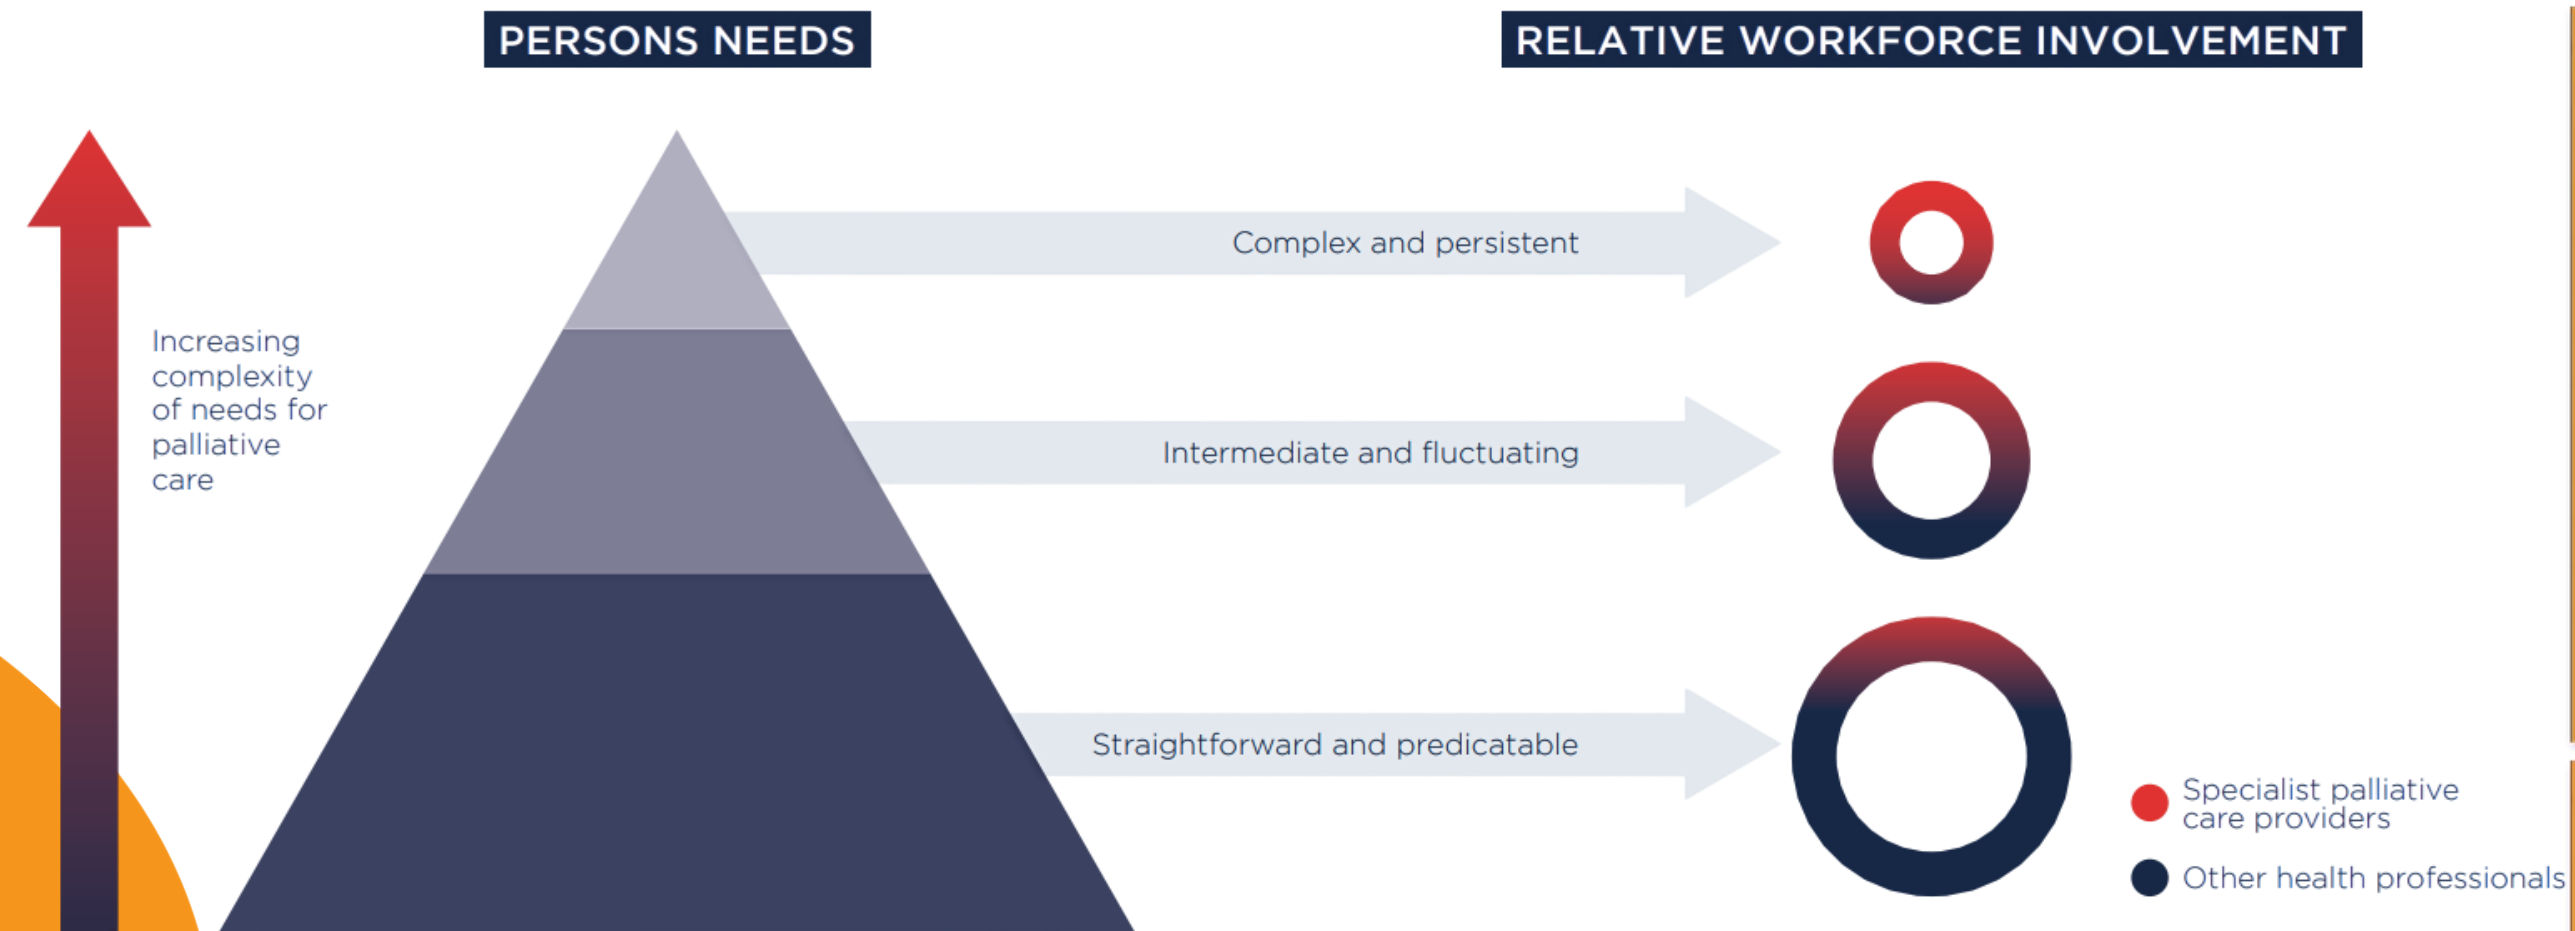 PERSONS NEEDS
RELATIVE WORKFORCE INVOLVEMENT
Increasing
complexity
of needs for
palliative
care
Complex and persistent
Intermediate and fluctuating
Straightforward and predicatable
Specialist palliative
care providers
Other health professionals